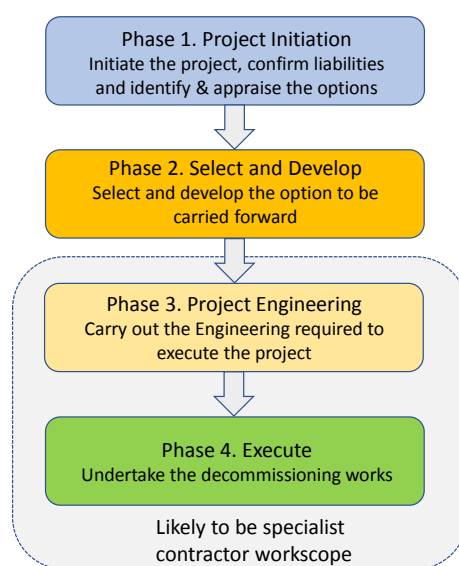 Phase 1. Project Initiation
Initiate the project, confirm liabilities
and identify & appraise the options
Phase 2. Select and Develop
Select and develop the option to be
carried forward
Phase 3. Project Engineering
Carry out the Engineering required to
execute the project
Phase 4. Execute
Undertake the decommissioning works
Likely to be specialist
contractor workscope